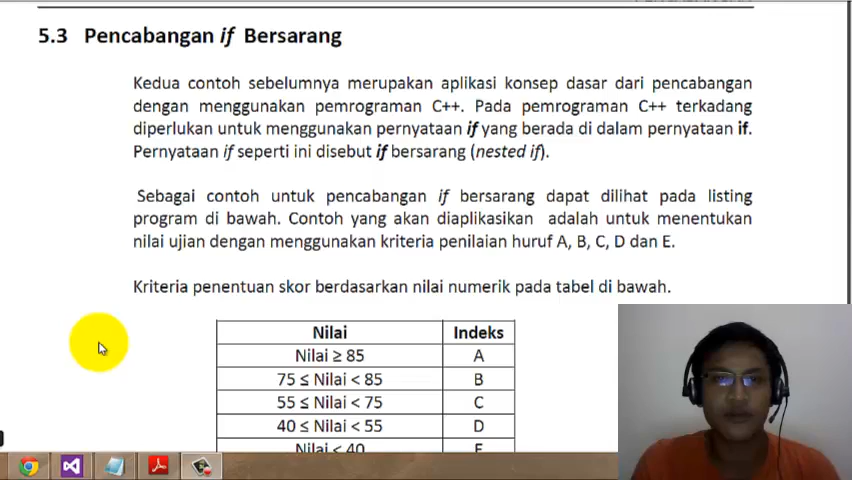 5.3 Pencabangan if Bersarang
Kedua contoh sebelumnya merupakan aplikasi konsep dasar dari pencabangan
dengan menggunakan pemrograman C++. Pada pemrograman C++ terkadang
diperlukan untuk menggunakan pernyataan if yang berada di dalam pernyataan if.
Pernyataan if seperti ini disebut if bersarang (nested if).
Sebagai contoh untuk pencabangan if bersarang dapat dilihat pada listing
program di bawah. Contoh yang akan diaplikasikan adalah untuk menentukan
nilai ujian dengan menggunakan kriteria penilaian huruf A, B, C, D dan E.
Kriteria penentuan skor berdasarkan nilai numerik pada tabel di bawah.
Nilai Indeks
Nilai ≥ 85 A
75 ≤ Nilai < 85 B
55 ≤ Nilai < 75 C
40 ≤ Nilai < 55 D
Nilai < 40 E